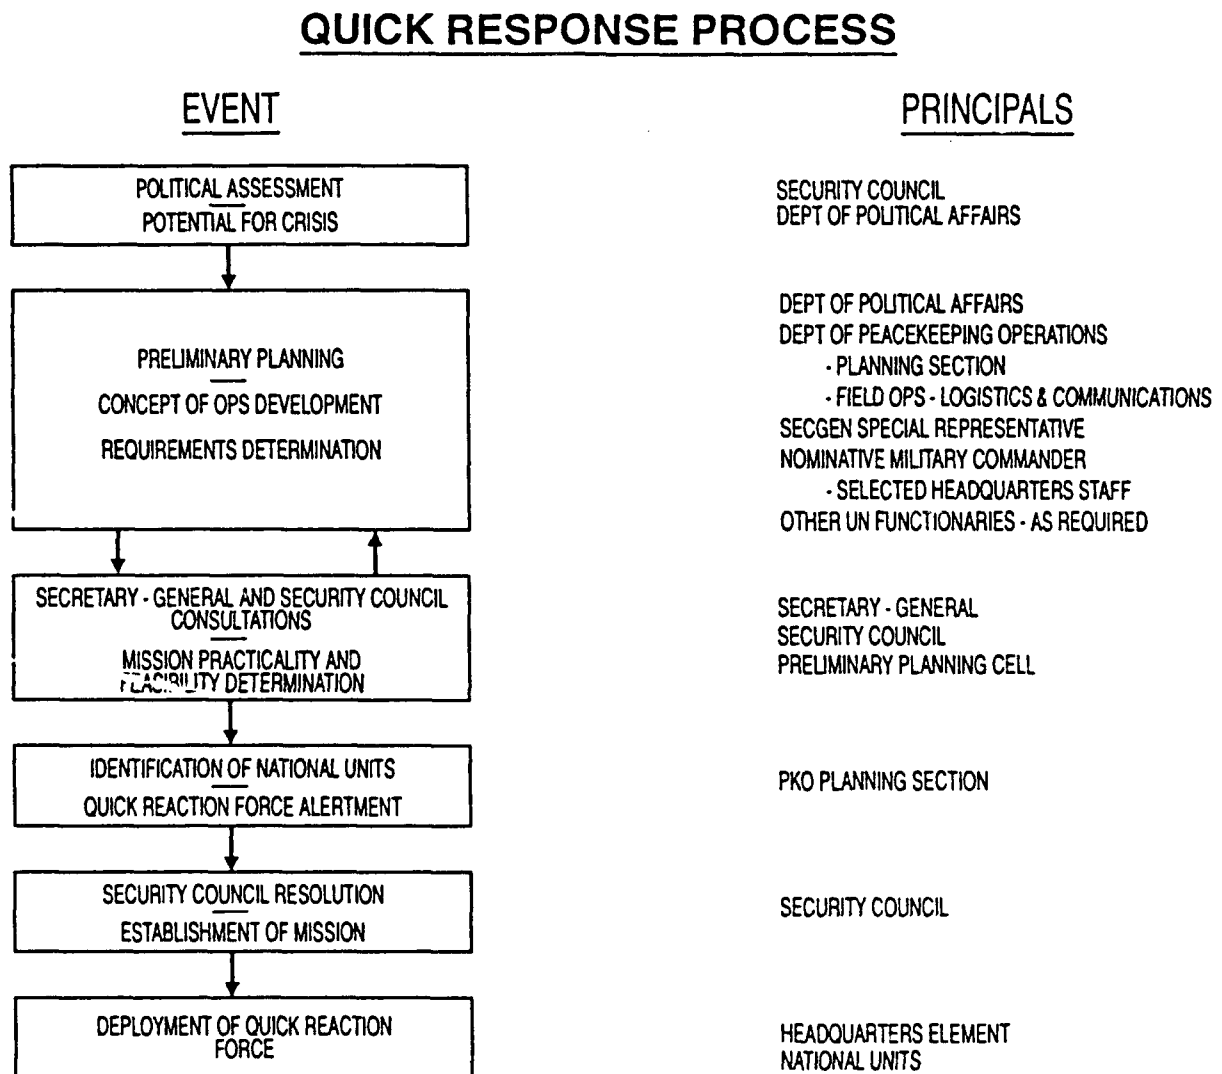 QUICK RESPONSE PROCESS
EVENT
PRINCIPALS
POLITICAL ASSESSMENT
POTENTIAL FOR CRISIS
SECURITY COUNCIL
DEPT OF POLITICAL AFFAIRS
PRELIMINARY PLANNING
CONCEPT OF OPS DEVELOPMENT
REQUIREMENTS DETERMINATION
DEPT OF POLITICAL AFFAIRS
DEPT OF PEACEKEEPING OPERATIONS
- PLANNING SECTION
- FIELD OPS - LOGISTICS & COMMUNICATIONS
SECGEN SPECIAL REPRESENTATIVE
NOMINATIVE MILITARY COMMANDER
- SELECTED HEADQUARTERS STAFF
OTHER UN FUNCTIONARIES - AS REQUIRED
SECRETARY - GENERAL AND SECURITY COUNCIL
CONSULTATIONS
MISSION PRACTICALITY AND
FEASIBILITY DETERMINATION
SECRETARY - GENERAL
SECURITY COUNCIL
PRELIMINARY PLANNING CELL
IDENTIFICATION OF NATIONAL UNITS
QUICK REACTION FORCE ALERTMENT
PKO PLANNING SECTION
SECURITY COUNCIL RESOLUTION
ESTABLISHMENT OF MISSION
SECURITY COUNCIL
DEPLOYMENT OF QUICK REACTION
FORCE
HEADQUARTERS ELEMENT
NATIONAL UNITS